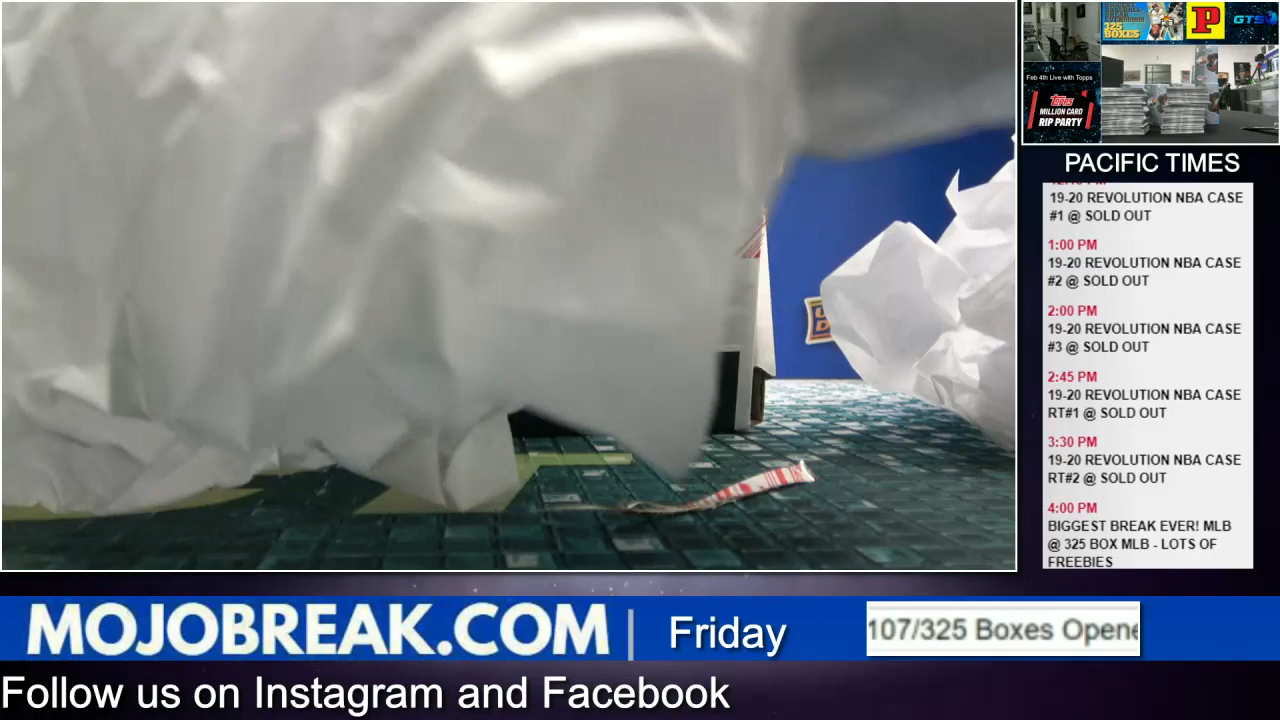 325
BOXES
P
GTS
Feb 4th Live with Topps
Topps
MILLION CARD
RIP PARTY
PACIFIC TIMES
19-20 REVOLUTION NBA CASE
#1 @ SOLD OUT
1:00 PM
19-20 REVOLUTION NBA CASE
#2 @ SOLD OUT
2:00 PM
19-20 REVOLUTION NBA CASE
#3 @ SOLD OUT
2:45 PM
19-20 REVOLUTION NBA CASE
RT#1 @ SOLD OUT
3:30 PM
19-20 REVOLUTION NBA CASE
RT#2 @ SOLD OUT
4:00 PM
BIGGEST BREAK EVER! MLB
@ 325 BOX MLB - LOTS OF
FREEBIES
MOJOBREAK.COM
Friday
107/325 Boxes Opene
Follow us on Instagram and Facebook